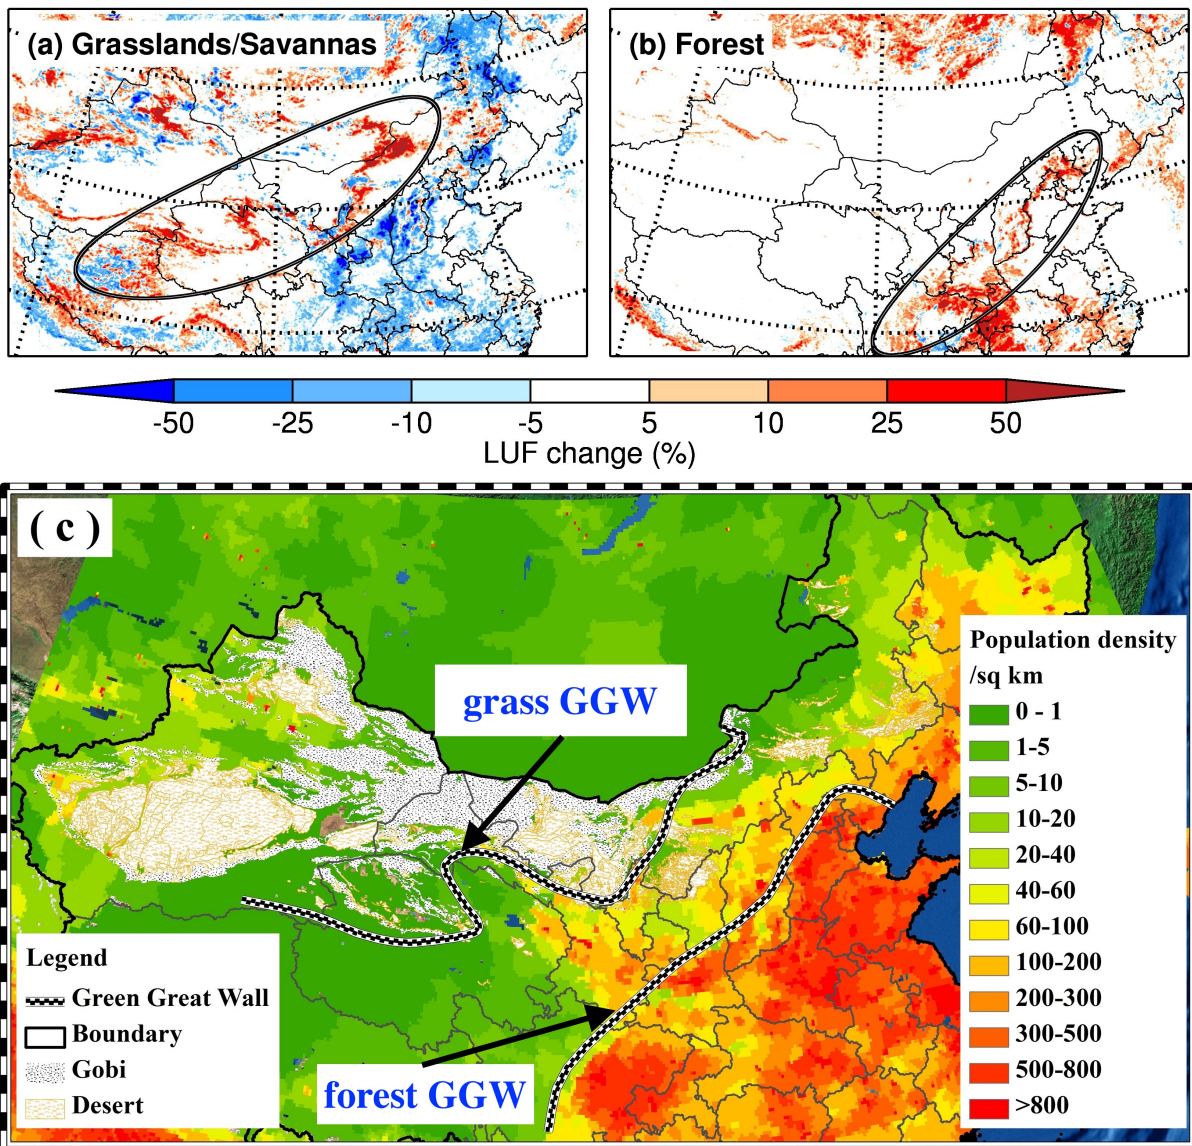 (a) Grasslands/Savannas
(b) Forest
-50 -25 -10 -5 5 10 25 50
LUF change (%)
( c )
grass GGW
forest GGW
Legend
Green Great Wall
Boundary
Gobi
Desert
Population density
/sq km
0 - 1
1-5
5-10
10-20
20-40
40-60
60-100
100-200
200-300
300-500
500-800
>800